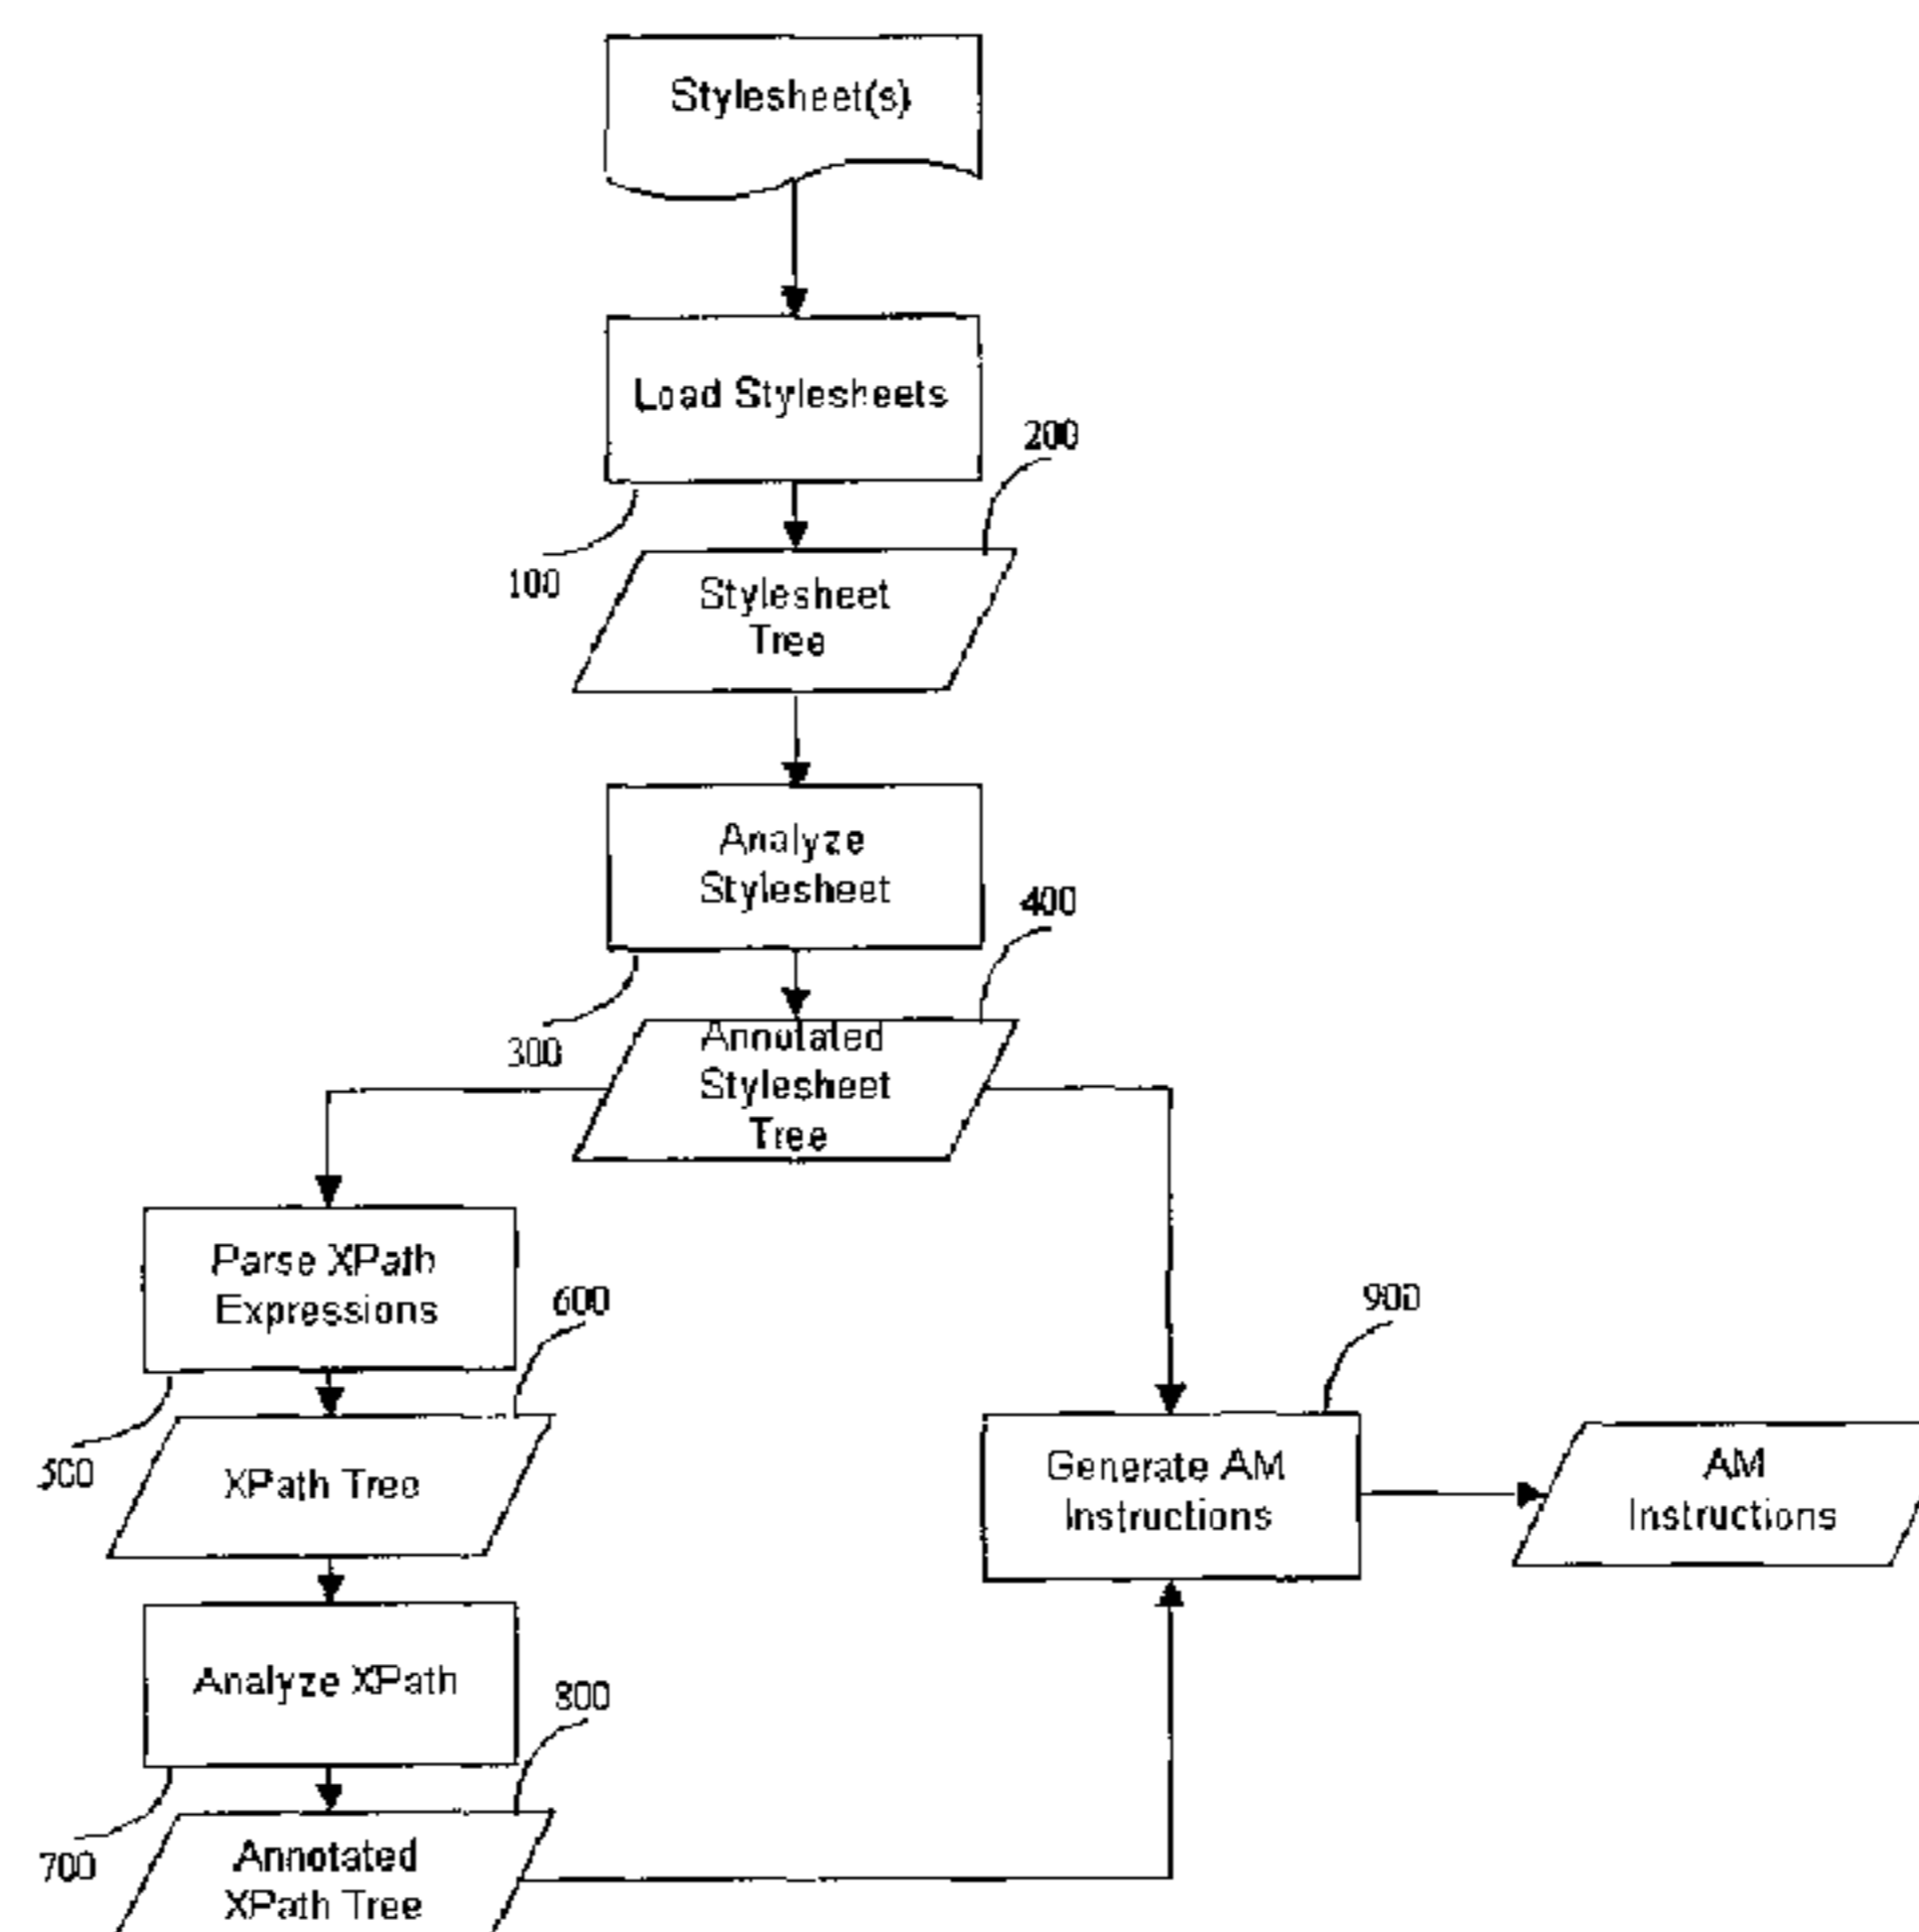 Stylesheet(s)
Load Stylesheets
200
100
Stylesheet
Tree
Analyze
Stylesheet
400
300
Annotated
Stylesheet
Tree
Parse XPath
Expressions
600
900
500
XPath Tree
Generate AM
Instructions
AM
Instructions
Analyze XPath
800
700
Annotated
XPath Tree